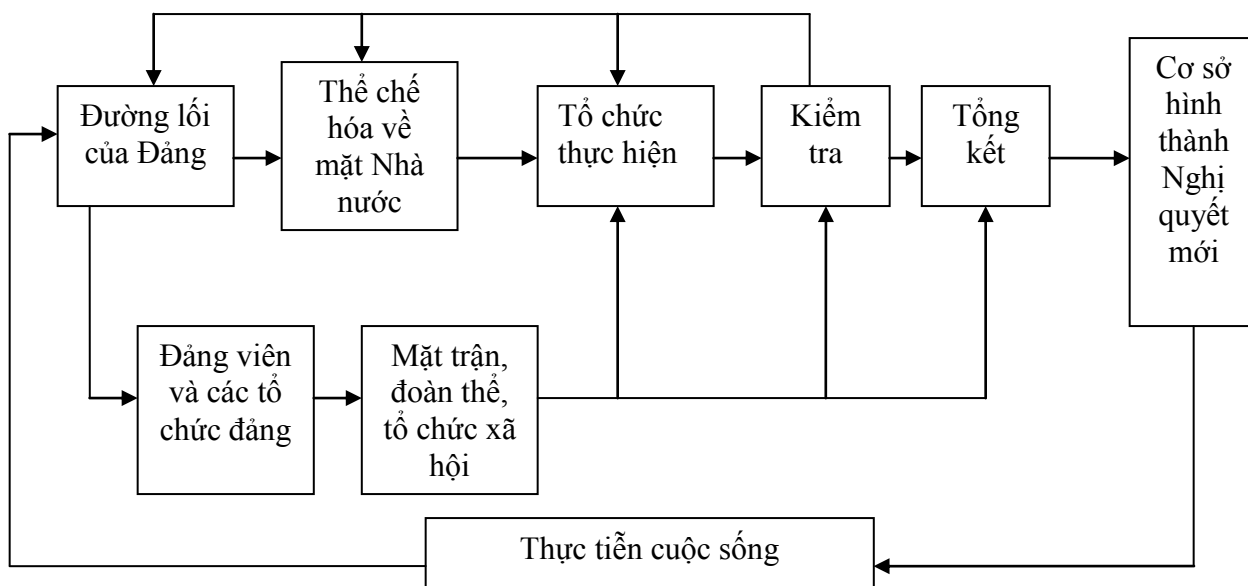 Đường lối
của Đảng
Thể chế
hóa về
mặt Nhà
nước
Tổ chức
thực hiện
Kiểm
tra
Tổng
kết
Cơ sở
hình
thành
Nghị
quyết
mới
Đảng viên
và các tổ
chức đảng
Mặt trận,
đoàn thể,
tổ chức xã
hội
Thực tiễn cuộc sống